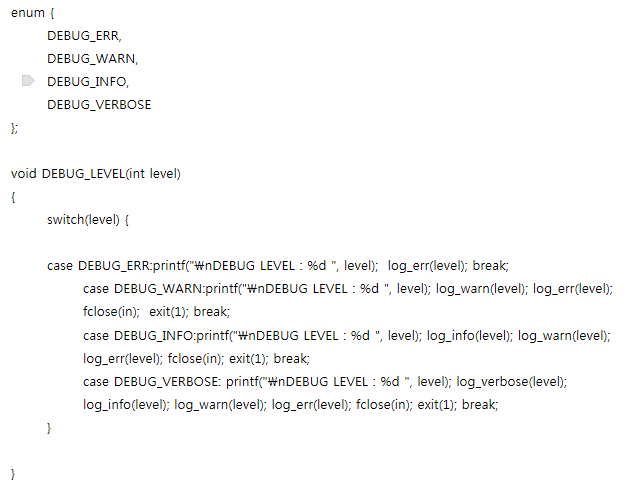 enum {
DEBUG_ERR,
DEBUG_WARN,
DEBUG_INFO,
DEBUG_VERBOSE
};
void DEBUG_LEVEL(int level)
{
switch(level) {
case DEBUG_ERR:printf("₩nDEBUG LEVEL : %d ", level);  log_err(level); break;
case DEBUG_WARN:printf("₩nDEBUG LEVEL : %d ", level); log_warn(level); log_err(level);
fclose(in);  exit(1); break;
case DEBUG_INFO:printf("₩nDEBUG LEVEL : %d ", level); log_info(level); log_warn(level);
log_err(level); fclose(in); exit(1); break;
case DEBUG_VERBOSE: printf("₩nDEBUG LEVEL : %d ", level); log_verbose(level);
log_info(level); log_warn(level); log_err(level); fclose(in); exit(1); break;
}
}